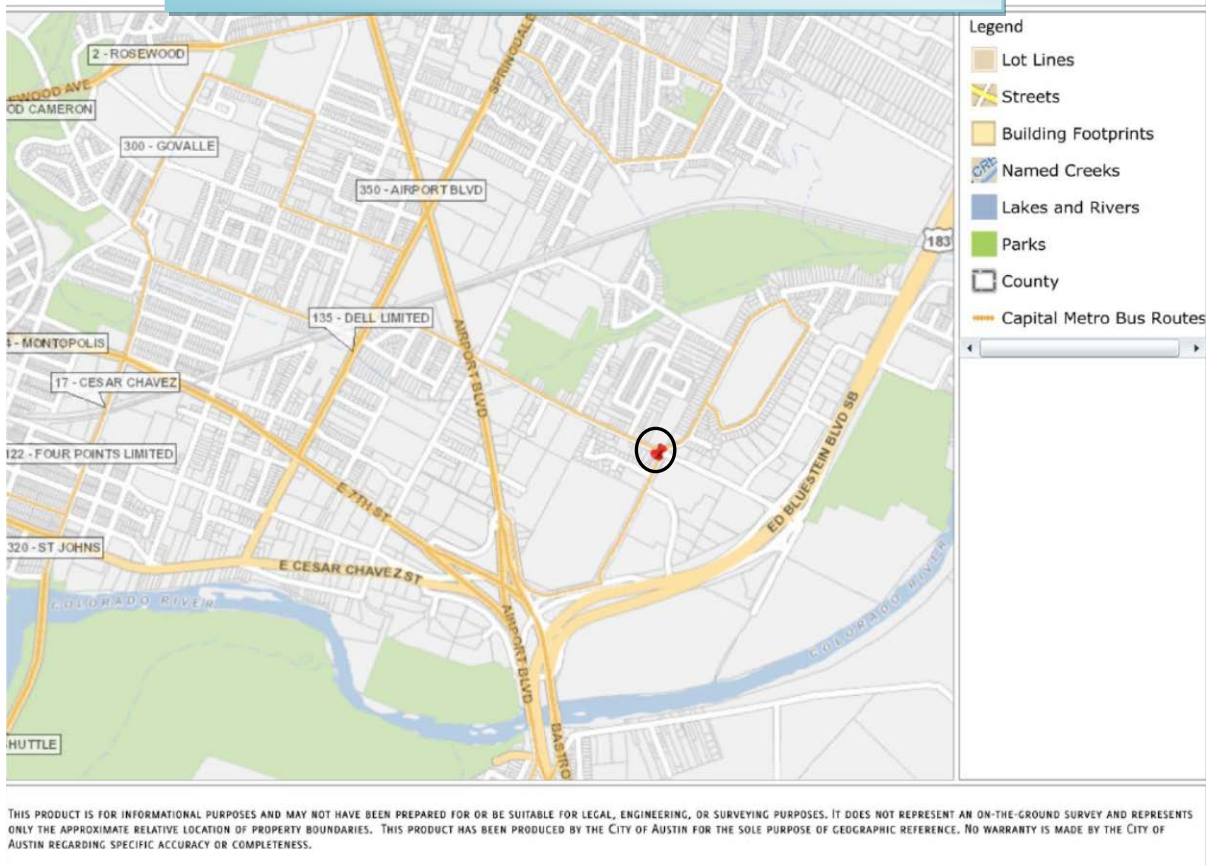 2 - ROSEWOOD
EWOOD AVE
OD CAMERON
300 - GOVALLE
SPRINGDALE
350 - AIRPORT BLVD
183
135 - DELL LIMITED
4 - MONTOPOLIS
AIRPORT BLVD
17 - CESAR CHAVEZ
122 - FOUR POINTS LIMITED
E 7TH ST
ED BLUESTEIN BLVD SB
320 - ST JOHNS
E CESAR CHAVEZ ST
COLORADO RIVER
COLORADO RIVER
AIRPORT BLVD
BASTRO
HUTTLE
Legend
Lot Lines
Streets
Building Footprints
CRE
Named Creeks
Lakes and Rivers
Parks
County
Capital Metro Bus Routes
THIS PRODUCT IS FOR INFORMATIONAL PURPOSES AND MAY NOT HAVE BEEN PREPARED FOR OR BE SUITABLE FOR LEGAL, ENGINEERING, OR SURVEYING PURPOSES. IT DOES NOT REPRESENT AN ON-THE-GROUND SURVEY AND REPRESENTS
ONLY THE APPROXIMATE RELATIVE LOCATION OF PROPERTY BOUNDARIES. THIS PRODUCT HAS BEEN PRODUCED BY THE CITY OF AUSTIN FOR THE SOLE PURPOSE OF GEOGRAPHIC REFERENCE. NO WARRANTY IS MADE BY THE CITY OF
AUSTIN REGARDING SPECIFIC ACCURACY OR COMPLETENESS.